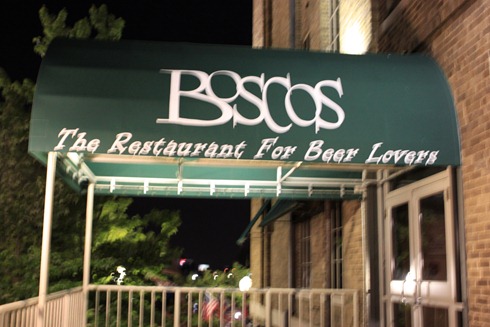 Boscos
The Restaurant For Beer Lovers